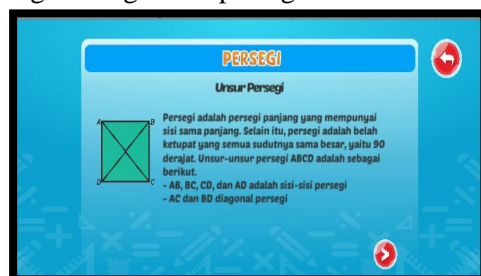 PERSEGI
Unsur Persegi
Persegi adalah persegi panjang yang mempunyai
sisi sama panjang. Selain itu, persegi adalah belah
ketupat yang semua sudutnya sama besar, yaitu 90
derajat. Unsur-unsur persegi ABCD adalah sebagai
berikut.
- AB, BC, CD, dan AD adalah sisi-sisi persegi
- AC dan BD diagonal persegi
A B
D C